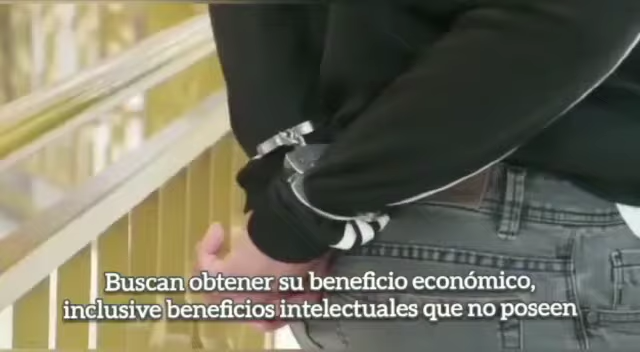 Buscan obtener su beneficio económico,
inclusive beneficios intelectuales que no poseen